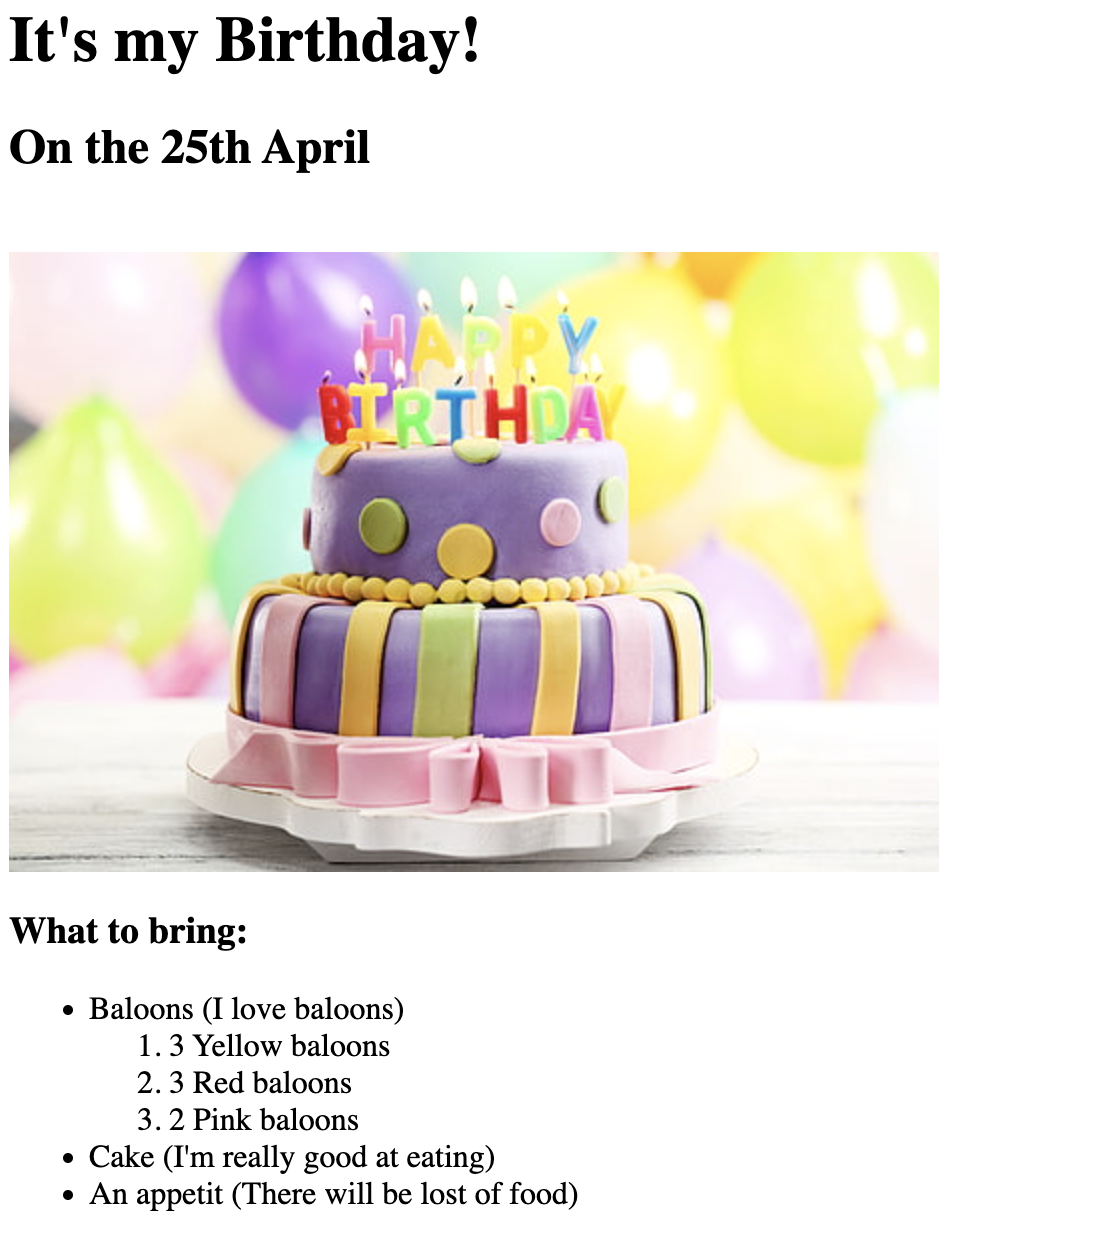 It's my Birthday!
On the 25th April
HAPPY
BIRTHDAY
What to bring:
• Baloons (I love baloons)
1. 3 Yellow baloons
2. 3 Red baloons
3. 2 Pink baloons
• Cake (I'm really good at eating)
• An appetit (There will be lost of food)